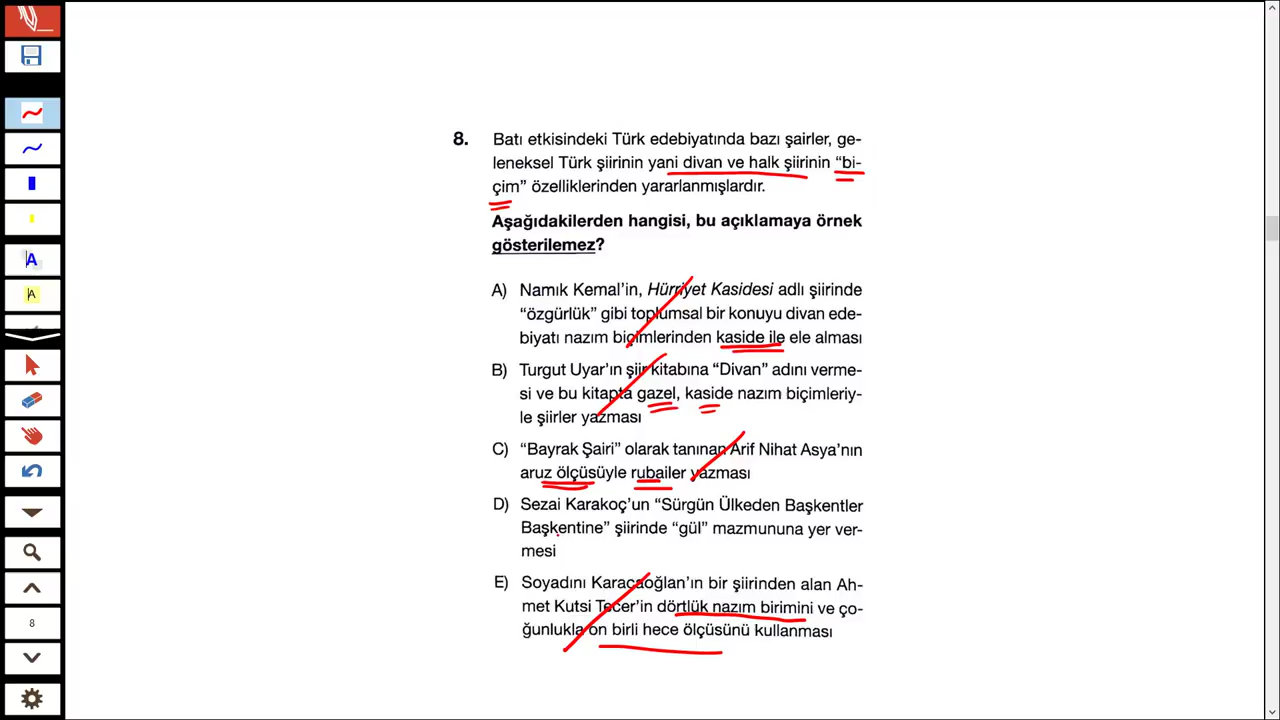 8. Batı etkisindeki Türk edebiyatında bazı şairler, ge-
leneksel Türk şiirinin yani divan ve halk şiirinin “bi-
çim” özelliklerinden yararlanmışlardır.
Aşağıdakilerden hangisi, bu açıklamaya örnek
gösterilemez?
A) Namık Kemal’in, Hürriyet Kasidesi adlı şiirinde
“özgürlük” gibi toplumsal bir konuyu divan ede-
biyatı nazım biçimlerinden kaside ile ele alması
B) Turgut Uyar’ın şiir kitabına “Divan” adını verme-
si ve bu kitapta gazel, kaside nazım biçimleriy-
le şiirler yazması
C) “Bayrak Şairi” olarak tanınan Arif Nihat Asya’nın
aruz ölçüsüyle rubailer yazması
D) Sezai Karakoç’un “Sürgün Ülkeden Başkentler
Başkentine” şiirinde “gül” mazmununa yer ver-
mesi
E) Soyadını Karacaoğlan’ın bir şiirinden alan Ah-
met Kutsi Tecer’in dörtlük nazım birimini ve ço-
ğunlukla on birli hece ölçüsünü kullanması
A
A
8